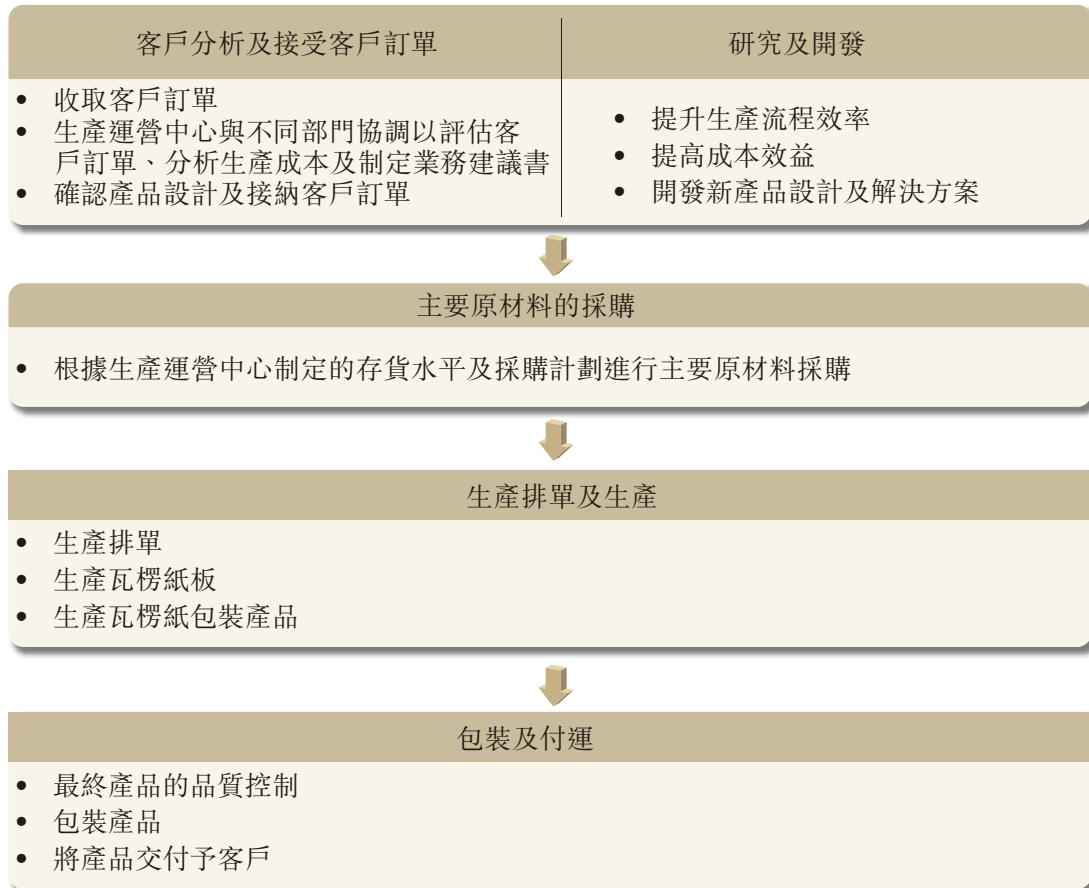 客戶分析及接受客戶訂單
• 收取客戶訂單
• 生產運營中心與不同部門協調以評估客
戶訂單、分析生產成本及制定業務建議書
• 確認產品設計及接納客戶訂單
研究及開發
• 提升生產流程效率
• 提高成本效益
• 開發新產品設計及解決方案
主要原材料的採購
• 根據生產運營中心制定的存貨水平及採購計劃進行主要原材料採購
生產排單及生產
• 生產排單
• 生產瓦楞紙板
• 生產瓦楞紙包裝產品
包裝及付運
• 最終產品的品質控制
• 包裝產品
• 將產品交付予客戶